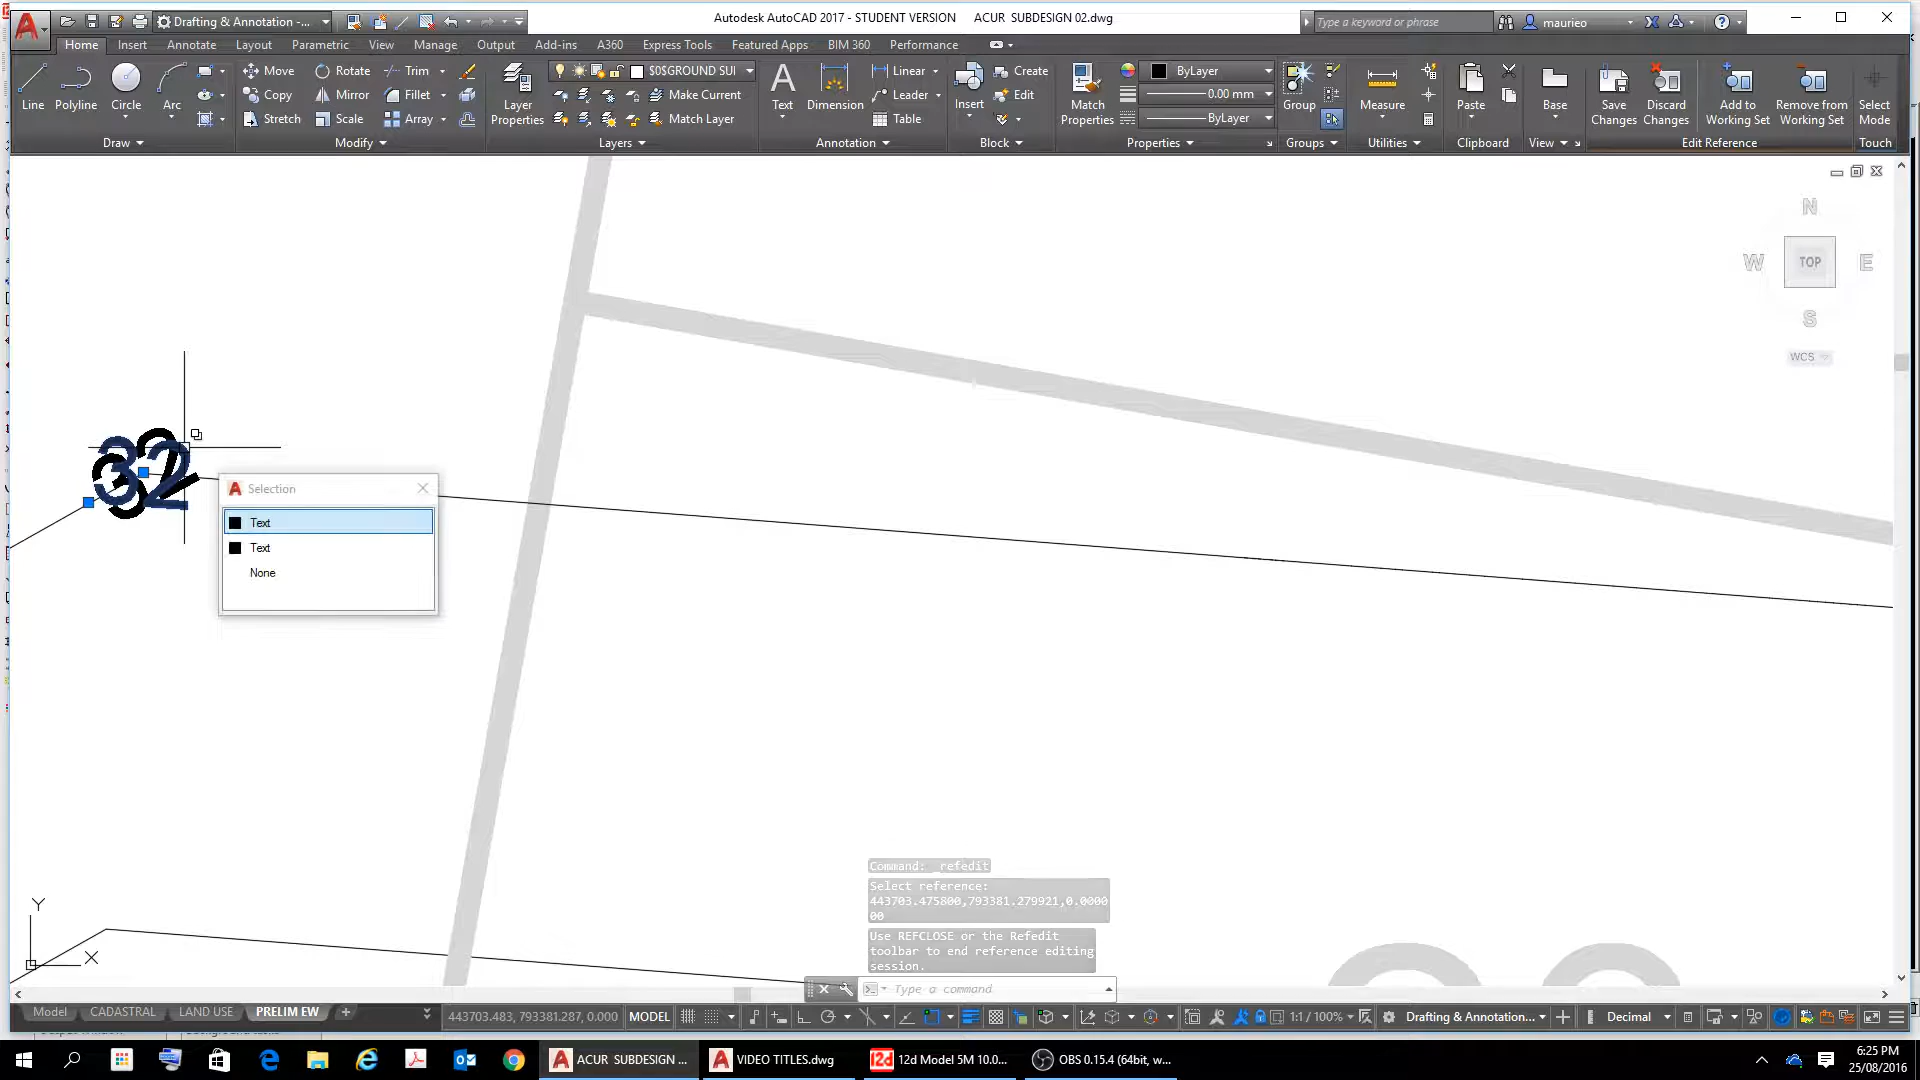 Drafting & Annotation -...
Autodesk AutoCAD 2017 - STUDENT VERSION ACUR SUBDESIGN 02.dwg
Type a keyword or phrase
maurieo
Home Insert Annotate Layout Parametric View Manage Output Add-ins A360 Express Tools Featured Apps BIM 360 Performance
Line Polyline Circle Arc
Move Rotate Trim
Copy Mirror Fillet
Stretch Scale Array
Layer Properties
$0$GROUND SUI
Make Current
Match Layer
Text Dimension
Linear
Leader
Table
Insert
Create
Edit
Match Properties
ByLayer
0.00 mm
ByLayer
Group
Measure
Paste
Base
Save Changes
Discard Changes
Add to Working Set
Remove from Working Set
Select Mode
Draw Modify Layers Annotation Block Properties Groups Utilities Clipboard View Edit Reference Touch
N
W TOP E
S
WCS
32
32
Selection
Text
Text
None
Command: _refedit
Select reference:
443703.475800,793381.279921,0.0000
00
Use REFCLOSE or the Refedit
toolbar to end reference editing
session.
Type a command
Y
X
Model CADASTRAL LAND USE PRELIM EW
443703.483, 793381.287, 0.000 MODEL
1:1 / 100%
Drafting & Annotation...
Decimal
ACUR SUBDESIGN ...
VIDEO TITLES.dwg
12d Model 5M 10.0...
OBS 0.15.4 (64bit, w...
6:25 PM
25/08/2016